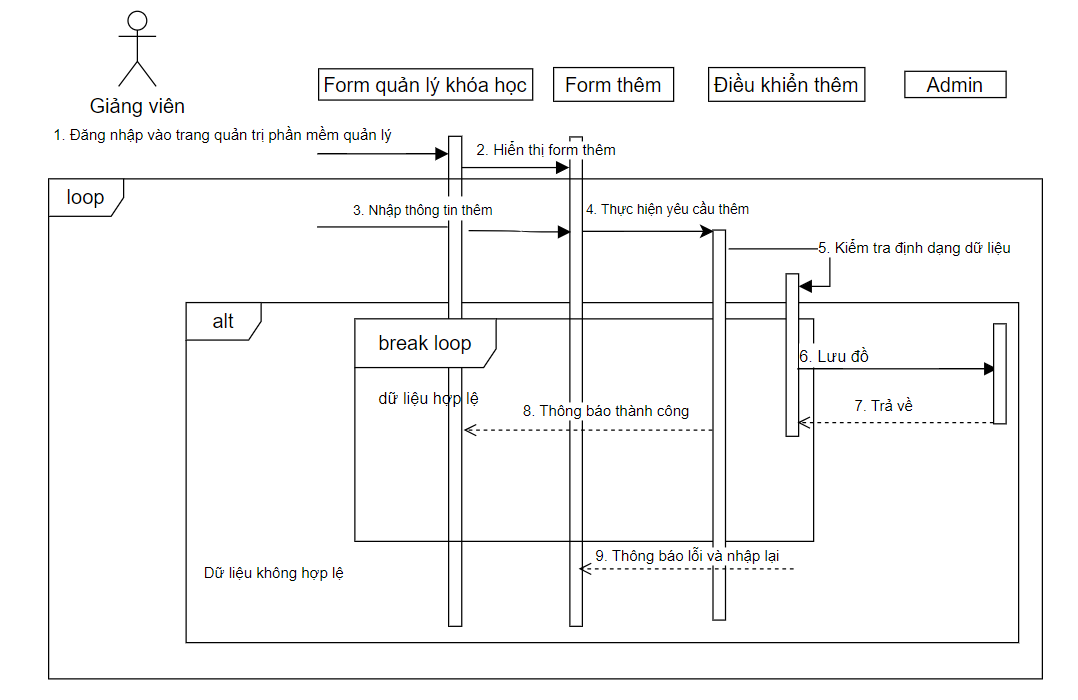 Giảng viên
Form quản lý khóa học
Form thêm
Điều khiển thêm
Admin
1. Đăng nhập vào trang quản trị phần mềm quản lý
2. Hiển thị form thêm
loop
3. Nhập thông tin thêm
4. Thực hiện yêu cầu thêm
5. Kiểm tra định dạng dữ liệu
alt
break loop
6. Lưu đồ
dữ liệu hợp lệ
8. Thông báo thành công
7. Trả về
9. Thông báo lỗi và nhập lại
Dữ liệu không hợp lệ